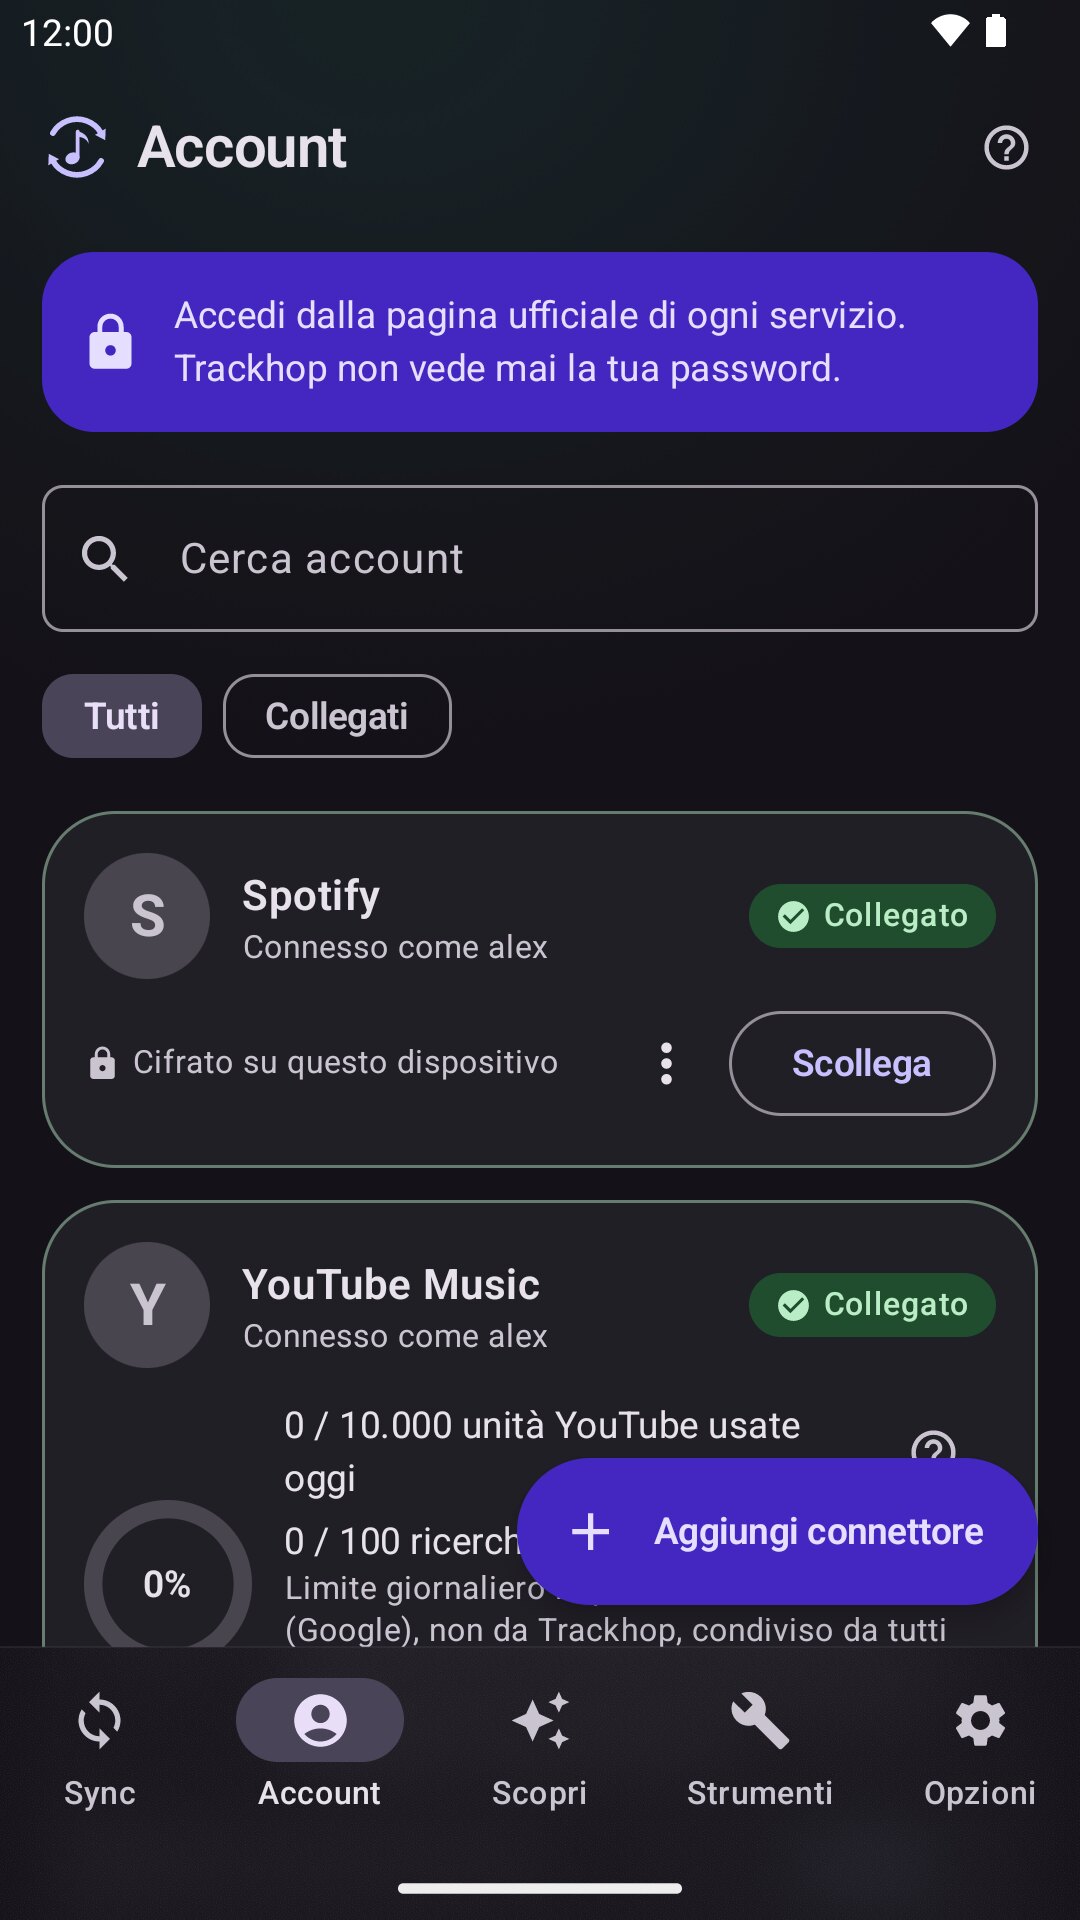 12:00
Account
Accedi dalla pagina ufficiale di ogni servizio.
Trackhop non vede mai la tua password.
Cerca account
Tutti
Collegati
S
Spotify
Connesso come alex
Collegato
Cifrato su questo dispositivo
Scollega
Y
YouTube Music
Connesso come alex
Collegato
0 / 10.000 unità YouTube usate
oggi
0 / 100
Limite giornaliero
(Google), non da Trackhop, condiviso da tutti
0%
Aggiungi connettore
Sync
Account
Scopri
Strumenti
Opzioni